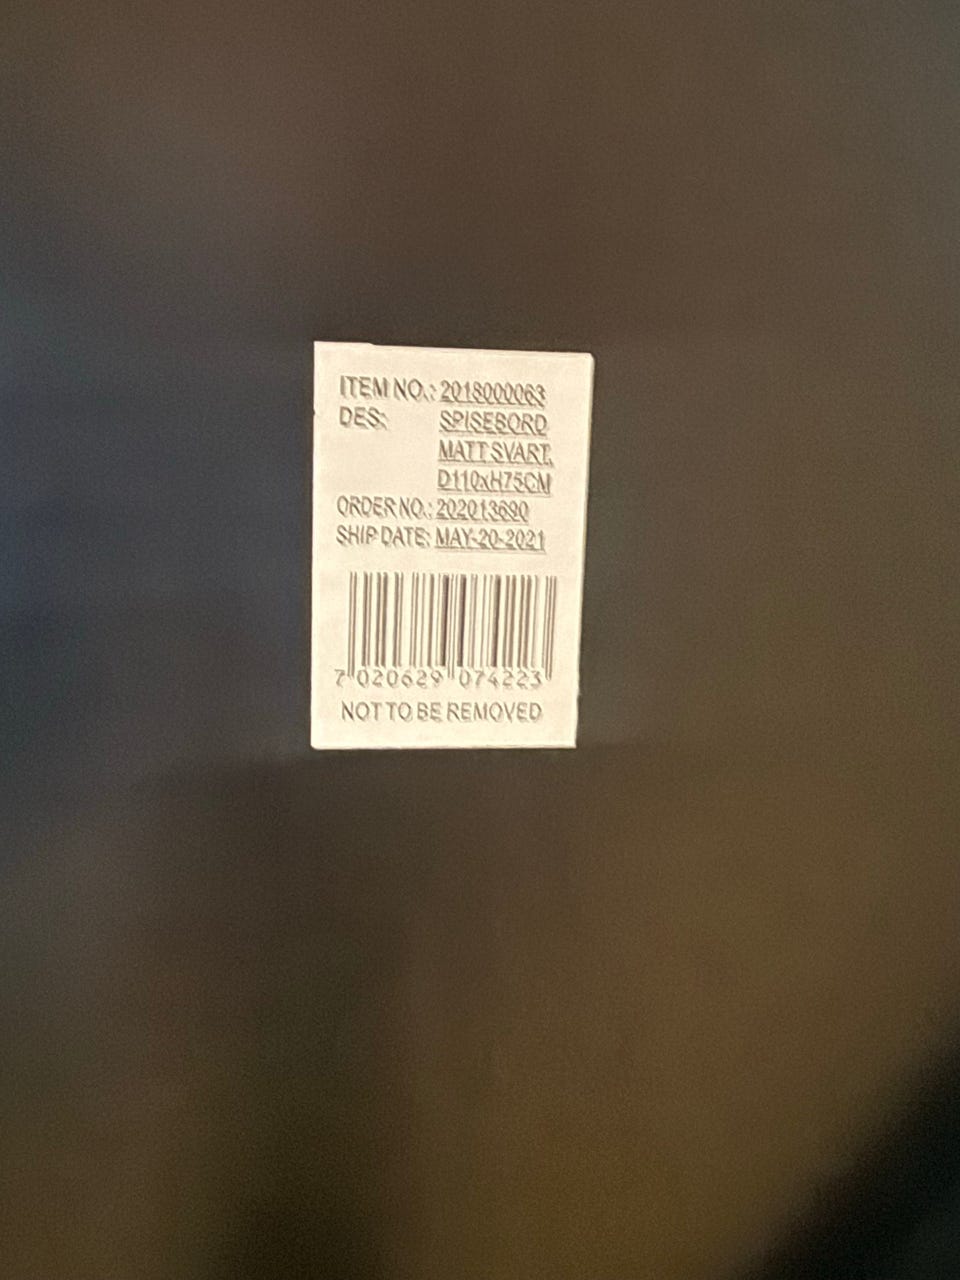 ITEM NO.: 2018000063
DES: SPISEBORD
MATT SVART,
D110xH75CM
ORDER NO.: 202013690
SHIP DATE: MAY-20-2021
7 020629 074223
NOT TO BE REMOVED